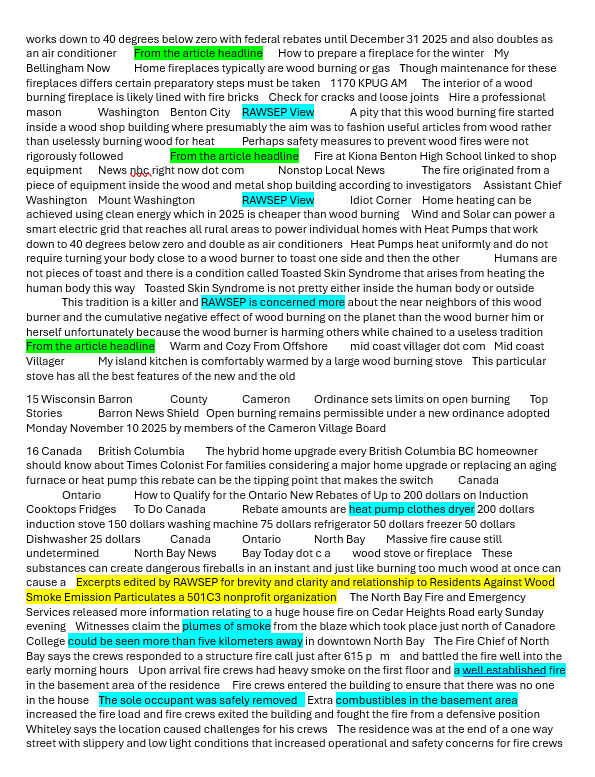 works down to 40 degrees below zero with federal rebates until December 31 2025 and also doubles as
an air conditioner From the article headline How to prepare a fireplace for the winter My
Bellingham Now Home fireplaces typically are wood burning or gas Though maintenance for these
fireplaces differs certain preparatory steps must be taken 1170 KPUG AM The interior of a wood
burning fireplace is likely lined with fire bricks Check for cracks and loose joints Hire a professional
mason Washington Benton City RAWSEP View A pity that this wood burning fire started
inside a wood shop building where presumably the aim was to fashion useful articles from wood rather
than uselessly burning wood for heat Perhaps safety measures to prevent wood fires were not
rigorously followed From the article headline Fire at Kiona Benton High School linked to shop
equipment News nbc right now dot com Nonstop Local News The fire originated from a
piece of equipment inside the wood and metal shop building according to investigators Assistant Chief
Washington Mount Washington RAWSEP View Idiot Corner Home heating can be
achieved using clean energy which in 2025 is cheaper than wood burning Wind and Solar can power a
smart electric grid that reaches all rural areas to power individual homes with Heat Pumps that work
down to 40 degrees below zero and double as air conditioners Heat Pumps heat uniformly and do not
require turning your body close to a wood burner to toast one side and then the other Humans are
not pieces of toast and there is a condition called Toasted Skin Syndrome that arises from heating the
human body this way Toasted Skin Syndrome is not pretty either inside the human body or outside
This tradition is a killer and RAWSEP is concerned more about the near neighbors of this wood
burner and the cumulative negative effect of wood burning on the planet than the wood burner him or
herself unfortunately because the wood burner is harming others while chained to a useless tradition
From the article headline Warm and Cozy From Offshore mid coast villager dot com Mid coast
Villager My island kitchen is comfortably warmed by a large wood burning stove This particular
stove has all the best features of the new and the old
15 Wisconsin Barron County Cameron Ordinance sets limits on open burning Top
Stories Barron News Shield Open burning remains permissible under a new ordinance adopted
Monday November 10 2025 by members of the Cameron Village Board
16 Canada British Columbia The hybrid home upgrade every British Columbia BC homeowner
should know about Times Colonist For families considering a major home upgrade or replacing an aging
furnace or heat pump this rebate can be the tipping point that makes the switch Canada
Ontario How to Qualify for the Ontario New Rebates of Up to 200 dollars on Induction
Cooktops Fridges To Do Canada Rebate amounts are heat pump clothes dryer 200 dollars
induction stove 150 dollars washing machine 75 dollars refrigerator 50 dollars freezer 50 dollars
Dishwasher 25 dollars Canada Ontario North Bay Massive fire cause still
undetermined North Bay News Bay Today dot c a wood stove or fireplace These
substances can create dangerous fireballs in an instant and just like burning too much wood at once can
cause a Excerpts edited by RAWSEP for brevity and clarity and relationship to Residents Against Wood
Smoke Emission Particulates a 501C3 nonprofit organization The North Bay Fire and Emergency
Services released more information relating to a huge house fire on Cedar Heights Road early Sunday
evening Witnesses claim the plumes of smoke from the blaze which took place just north of Canadore
College could be seen more than five kilometers away in downtown North Bay The Fire Chief of North
Bay says the crews responded to a structure fire call just after 615 p m and battled the fire well into the
early morning hours Upon arrival fire crews had heavy smoke on the first floor and a well established fire
in the basement area of the residence Fire crews entered the building to ensure that there was no one
in the house The sole occupant was safely removed Extra combustibles in the basement area
increased the fire load and fire crews exited the building and fought the fire from a defensive position
Whiteley says the location caused challenges for his crews The residence was at the end of a one way
street with slippery and low light conditions that increased operational and safety concerns for fire crews